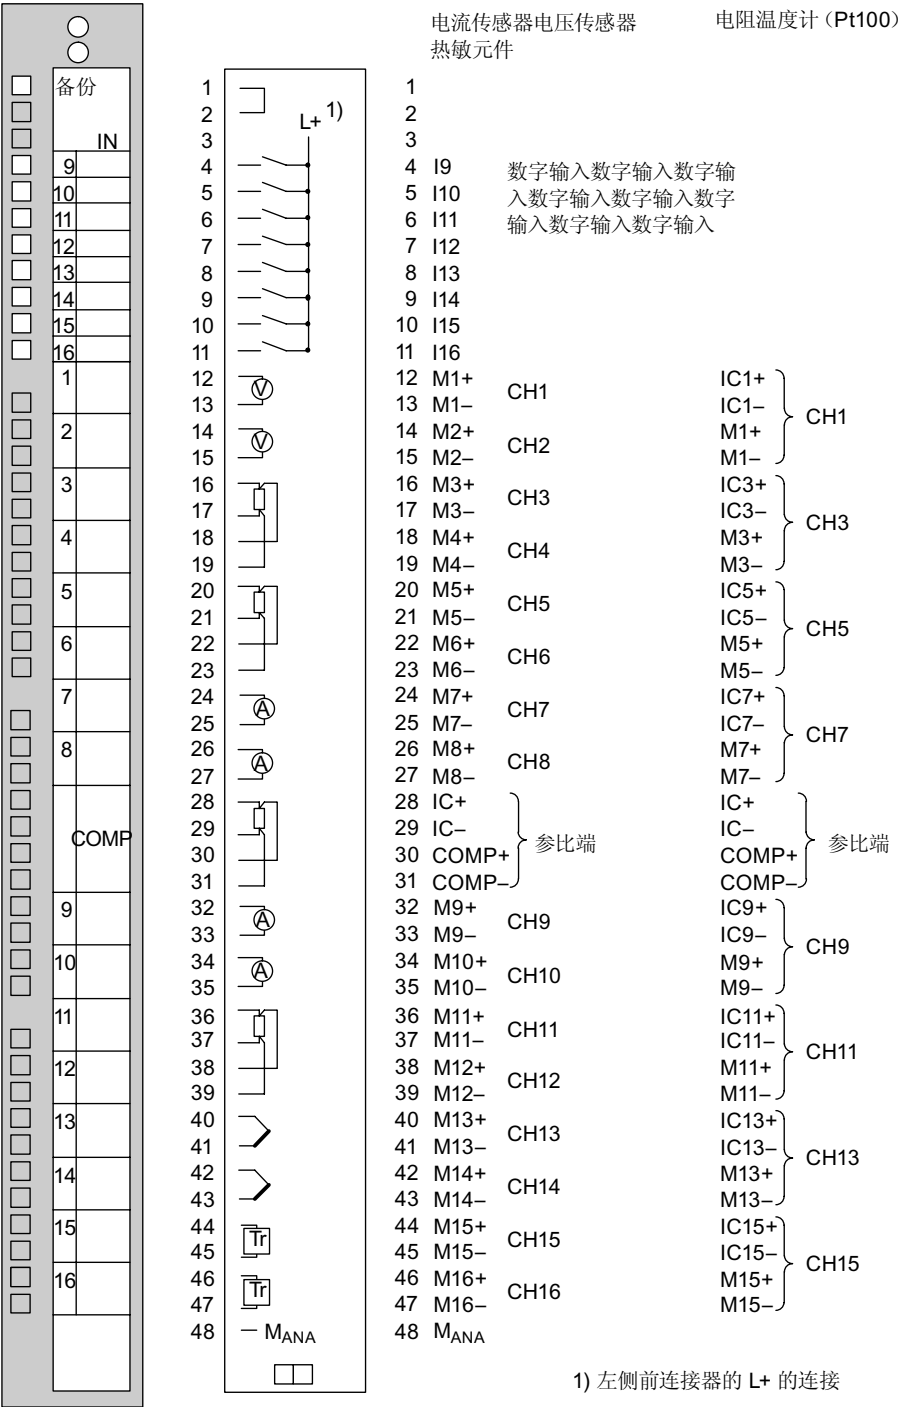 电流传感器电压传感器 电阻温度计（Pt100）
热敏元件
备份
IN
9
10
11
12
13
14
15
16
1
2
3
4
5
6
7
8
COMP
9
10
11
12
13
14
15
16
L+ 1)
1 1
2 2
3 3
4 4 I9 数字输入数字输入数字输
5 5 I10 入数字输入数字输入数字
6 6 I11 输入数字输入数字输入
7 7 I12
8 8 I13
9 9 I14
10 10 I15
11 11 I16
12 V 12 M1+ CH1 IC1+ CH1
13 13 M1– IC1–
14 V 14 M2+ CH2 M1+
15 15 M2– M1–
16 16 M3+ CH3 IC3+ CH3
17 17 M3– IC3–
18 18 M4+ CH4 M3+
19 19 M4– M3–
20 20 M5+ CH5 IC5+ CH5
21 21 M5– IC5–
22 22 M6+ CH6 M5+
23 23 M6– M5–
24 A 24 M7+ CH7 IC7+ CH7
25 25 M7– IC7–
26 A 26 M8+ CH8 M7+
27 27 M8– M7–
28 28 IC+ 参比端 IC+ 参比端
29 29 IC– IC–
30 30 COMP+ COMP+
31 31 COMP– COMP–
32 A 32 M9+ CH9 IC9+ CH9
33 33 M9– IC9–
34 A 34 M10+ CH10 M9+
35 35 M10– M9–
36 36 M11+ CH11 IC11+ CH11
37 37 M11– IC11–
38 38 M12+ CH12 M11+
39 39 M12– M11–
40 40 M13+ CH13 IC13+ CH13
41 41 M13– IC13–
42 42 M14+ CH14 M13+
43 43 M14– M13–
44 Tr 44 M15+ CH15 IC15+ CH15
45 45 M15– IC15–
46 Tr 46 M16+ CH16 M15+
47 47 M16– M15–
48 MANA 48 MANA
1) 左侧前连接器的 L+ 的连接